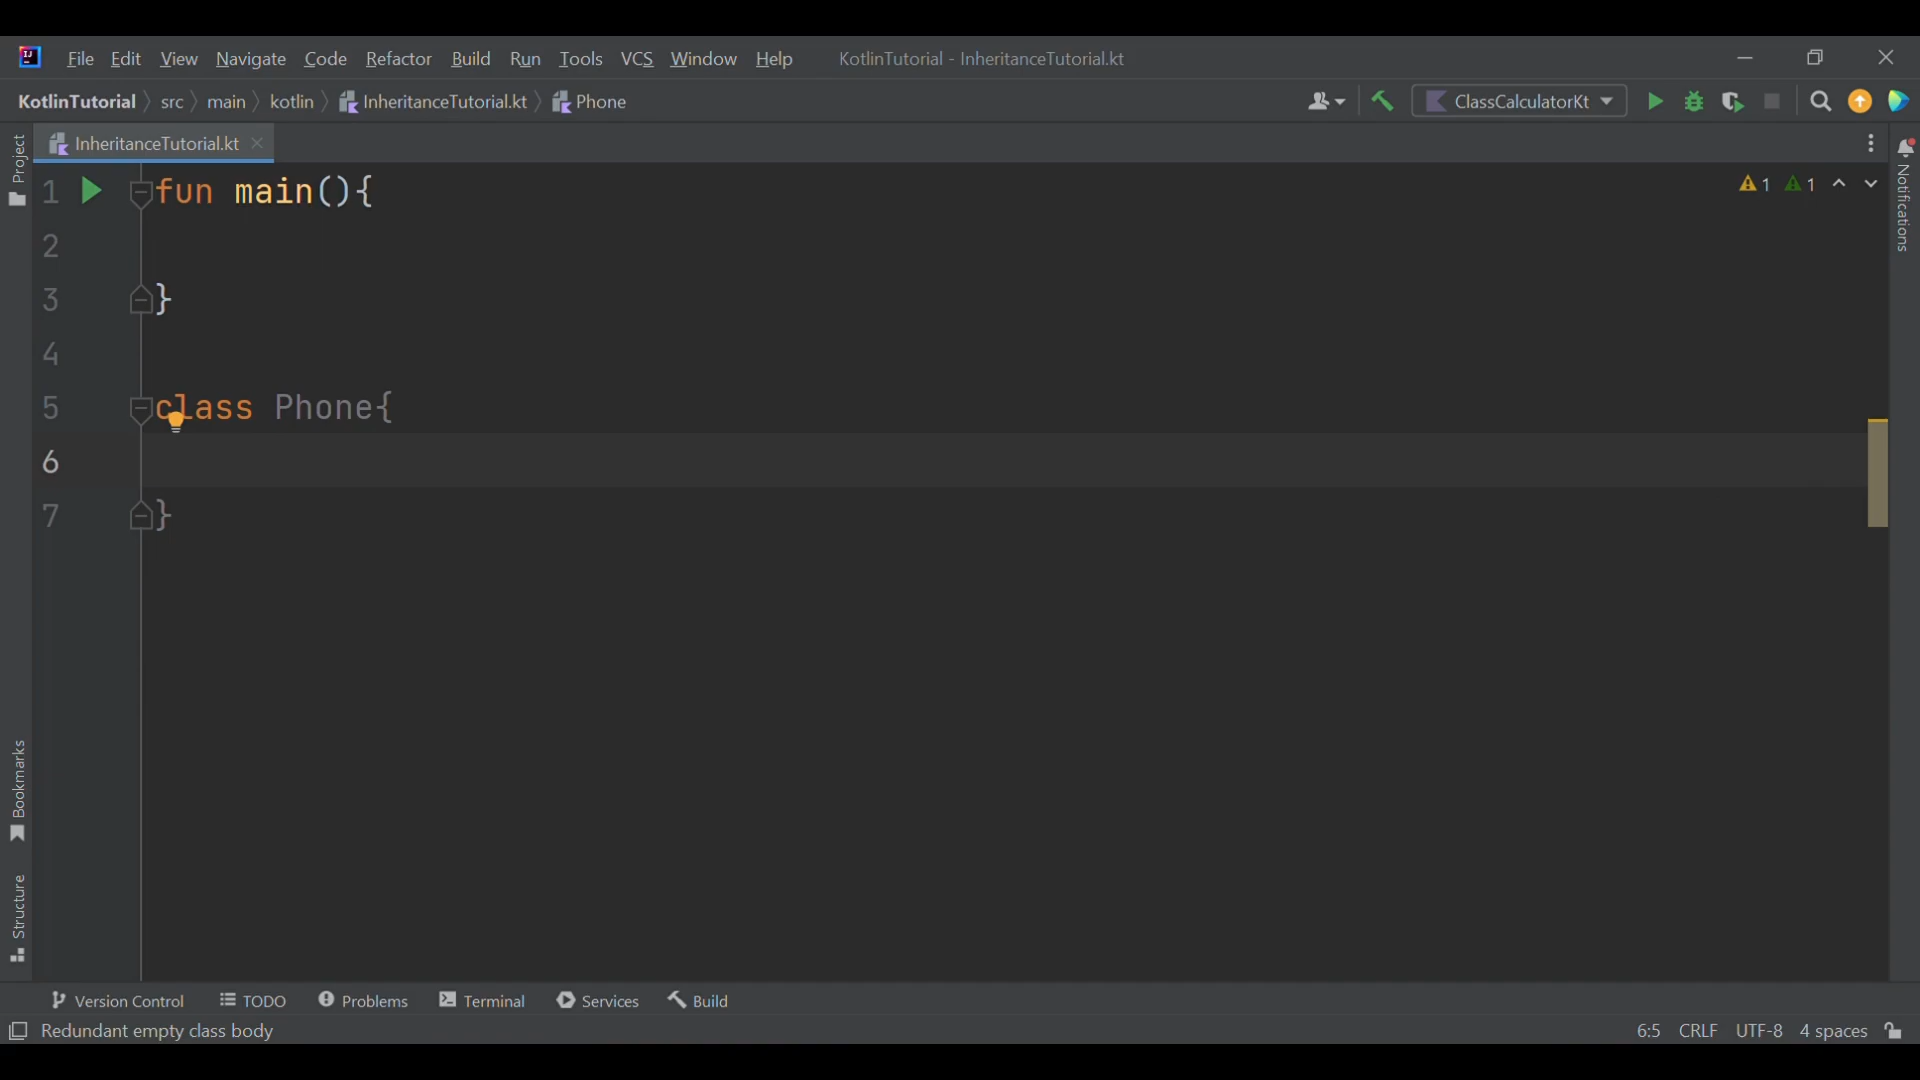 File Edit View Navigate Code Refactor Build Run Tools VCS Window Help KotlinTutorial - InheritanceTutorial.kt
KotlinTutorial src main kotlin InheritanceTutorial.kt Phone ClassCalculatorKt
InheritanceTutorial.kt
Project
Notifications
1 fun main(){
1 1
2
3 }
4
5 class Phone{
6
7 }
Bookmarks
Structure
Version Control TODO Problems Terminal Services Build
Redundant empty class body 6:5 CRLF UTF-8 4 spaces